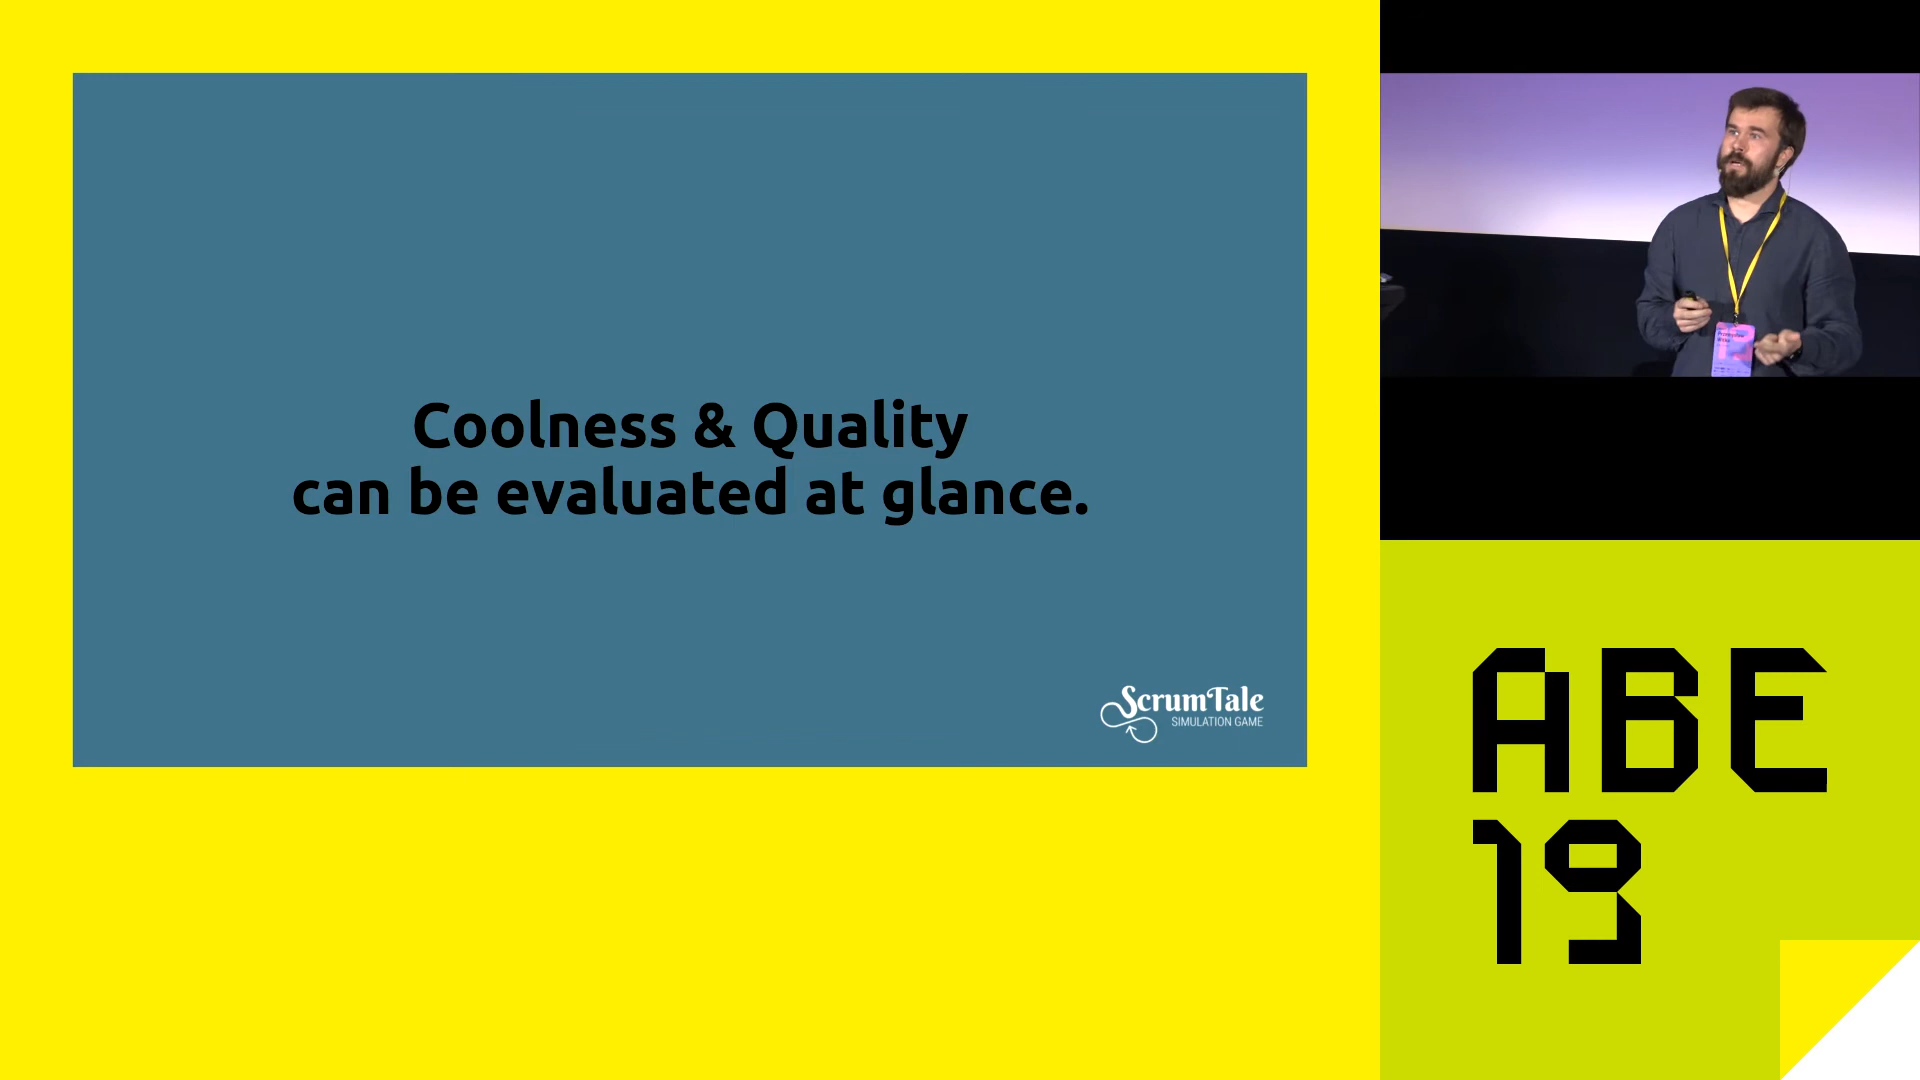 Coolness & Quality
can be evaluated at glance.
ScrumTale
SIMULATION GAME
ABE
19